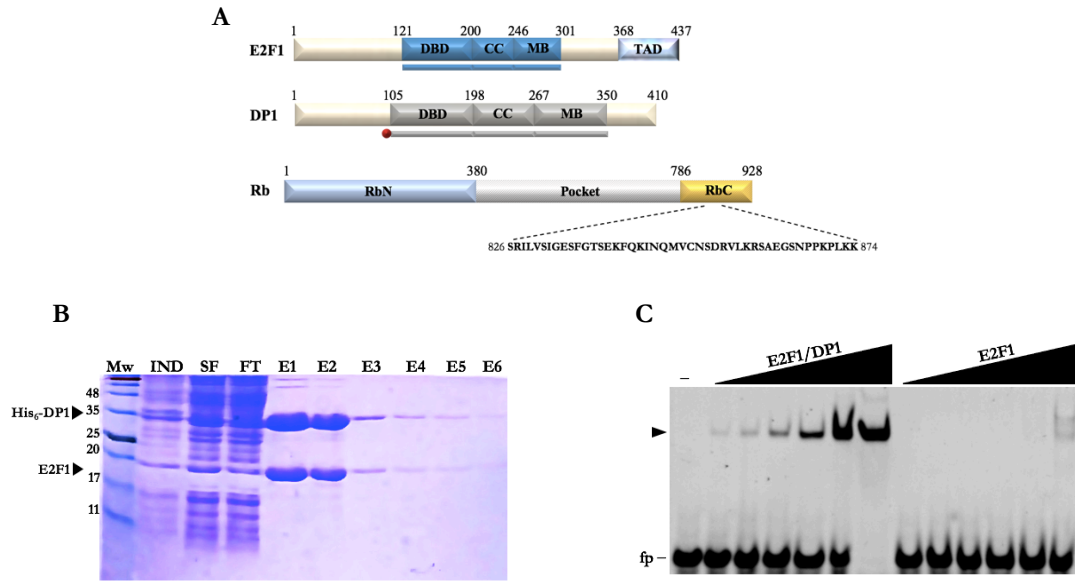 A
1 121 200 246 301 368 437
E2F1 DBD CC MB TAD
1 105 198 267 350 410
DP1 DBD CC MB
1 380 786 928
Rb RbN Pocket RbC
826 SRILVSIGESFGTSEKFQKINQMVCNSDRVLKRSAEGSNPPKPLKK 874
B
Mw IND SF FT E1 E2 E3 E4 E5 E6
48
His6-DP1 35
25
20
E2F1
17
11
C
E2F1/DP1 E2F1
–
fp –